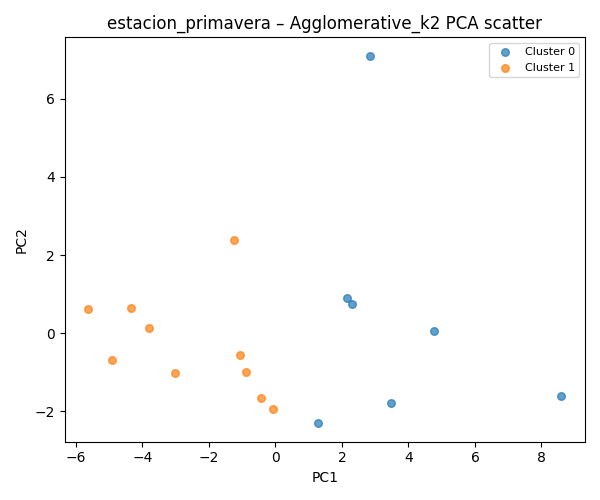 estacion_primavera – Agglomerative_k2 PCA scatter
Cluster 0
Cluster 1
6
4
2
0
−2
PC2
−6
−4
−2
0
2
4
6
8
PC1